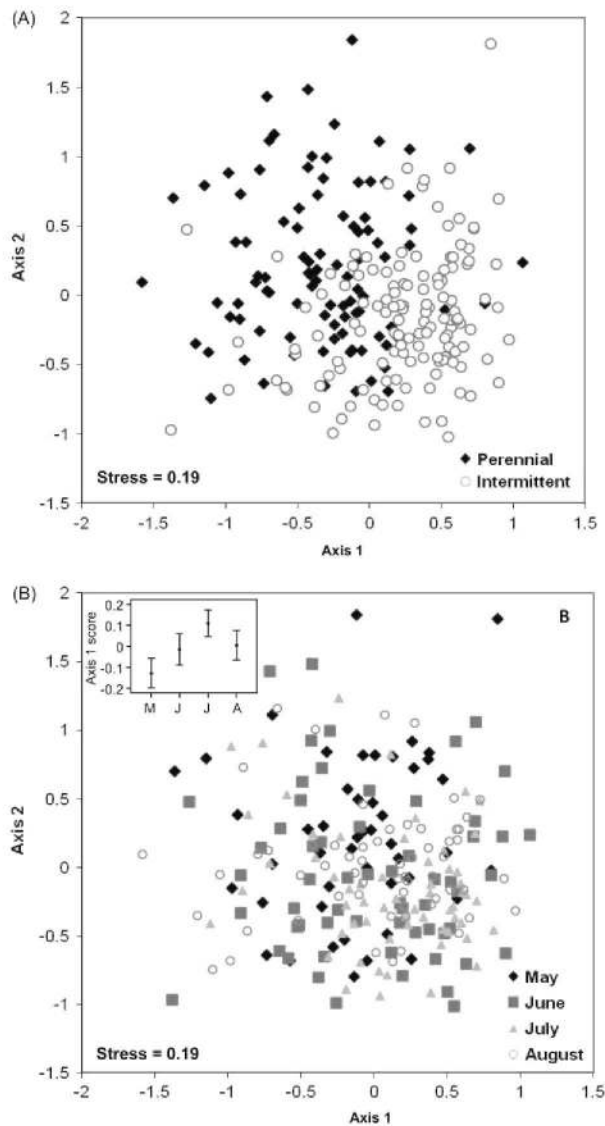 (A)
2
1.5
1
0.5
0
-0.5
-1
-1.5
Axis 2
Stress = 0.19
Perennial
Intermittent
-2 -1.5 -1 -0.5 0 0.5 1 1.5
Axis 1
(B)
2
1.5
1
0.5
0
-0.5
-1
-1.5
Axis 2
B
Axis 1 score
0.2
0.1
0
-0.1
-0.2
M J J A
Stress = 0.19
May
June
July
August
-2 -1.5 -1 -0.5 0 0.5 1 1.5
Axis 1